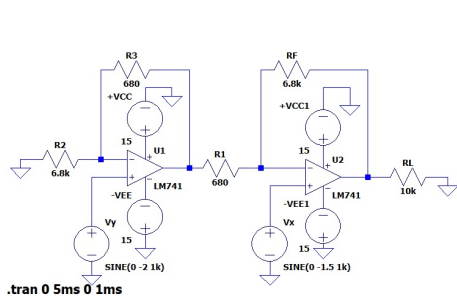 R3
680
RF
6.8k
+VCC
+VCC1
15
U1
15
U2
R2
6.8k
R1
680
RL
10k
LM741
LM741
-VEE
-VEE1
Vy
15
Vx
15
SINE(0 -2 1k)
SINE(0 -1.5 1k)
.tran 0 5ms 0 1ms